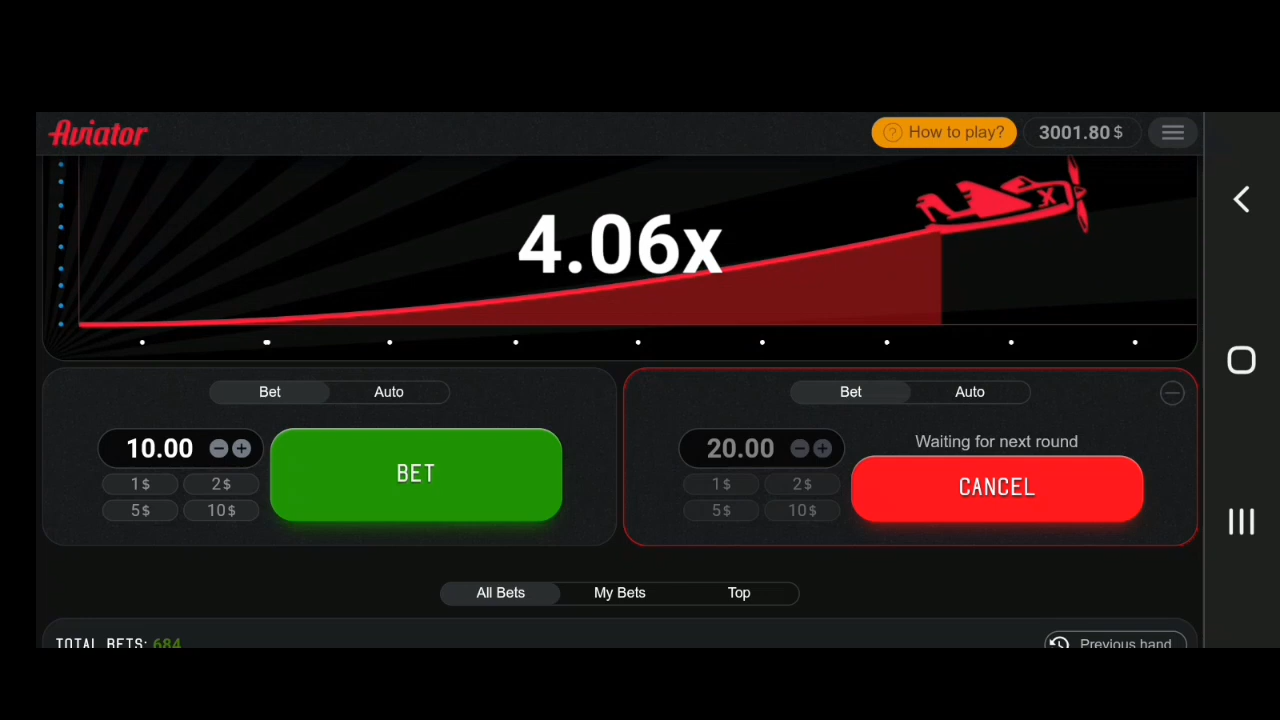 Aviator
How to play?
3001.80 $
4.06x
X
Bet
Auto
10.00
1$
2$
5$
10$
BET
Bet
Auto
20.00
1$
2$
5$
10$
Waiting for next round
CANCEL
All Bets
My Bets
Top
TOTAL BETS: 684
Previous hand